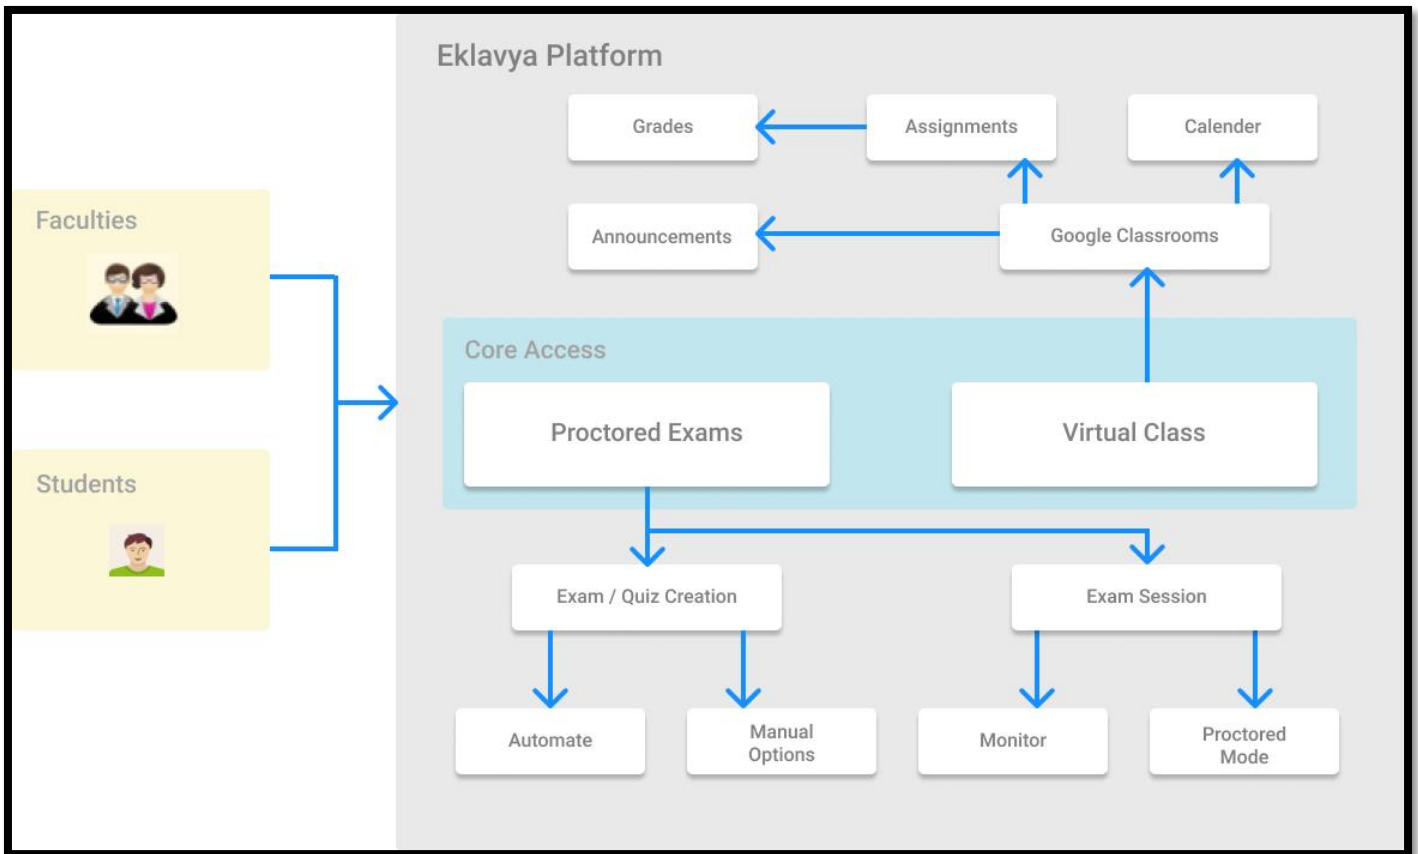 Eklavya Platform
Grades
Assignments
Calender
Faculties
Announcements
Google Classrooms
Core Access
Proctored Exams
Virtual Class
Students
Exam / Quiz Creation
Exam Session
Automate
Manual
Options
Monitor
Proctored
Mode